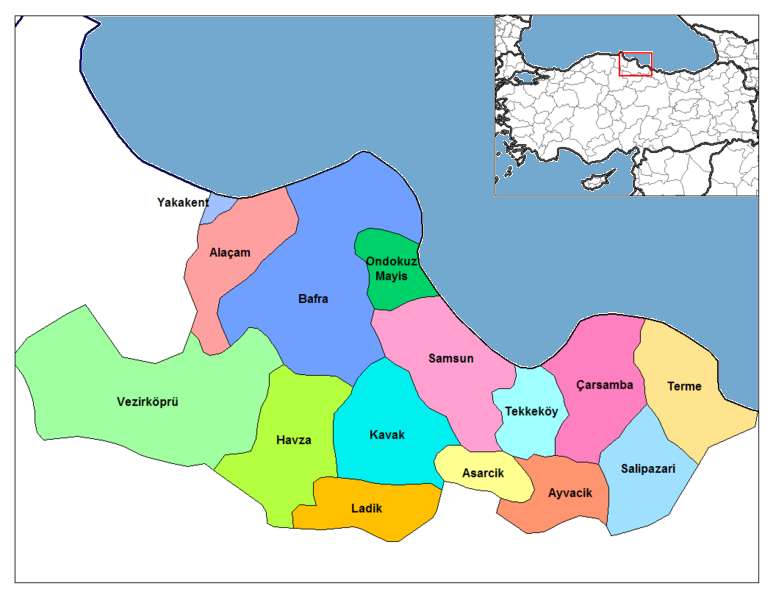 Yakakent
Alaçam
Ondokuz
Mayis
Bafra
Samsun
Çarsamba
Terme
Vezirköprü
Tekkeköy
Kavak
Havza
Salipazari
Asarcik
Ayvacik
Ladik